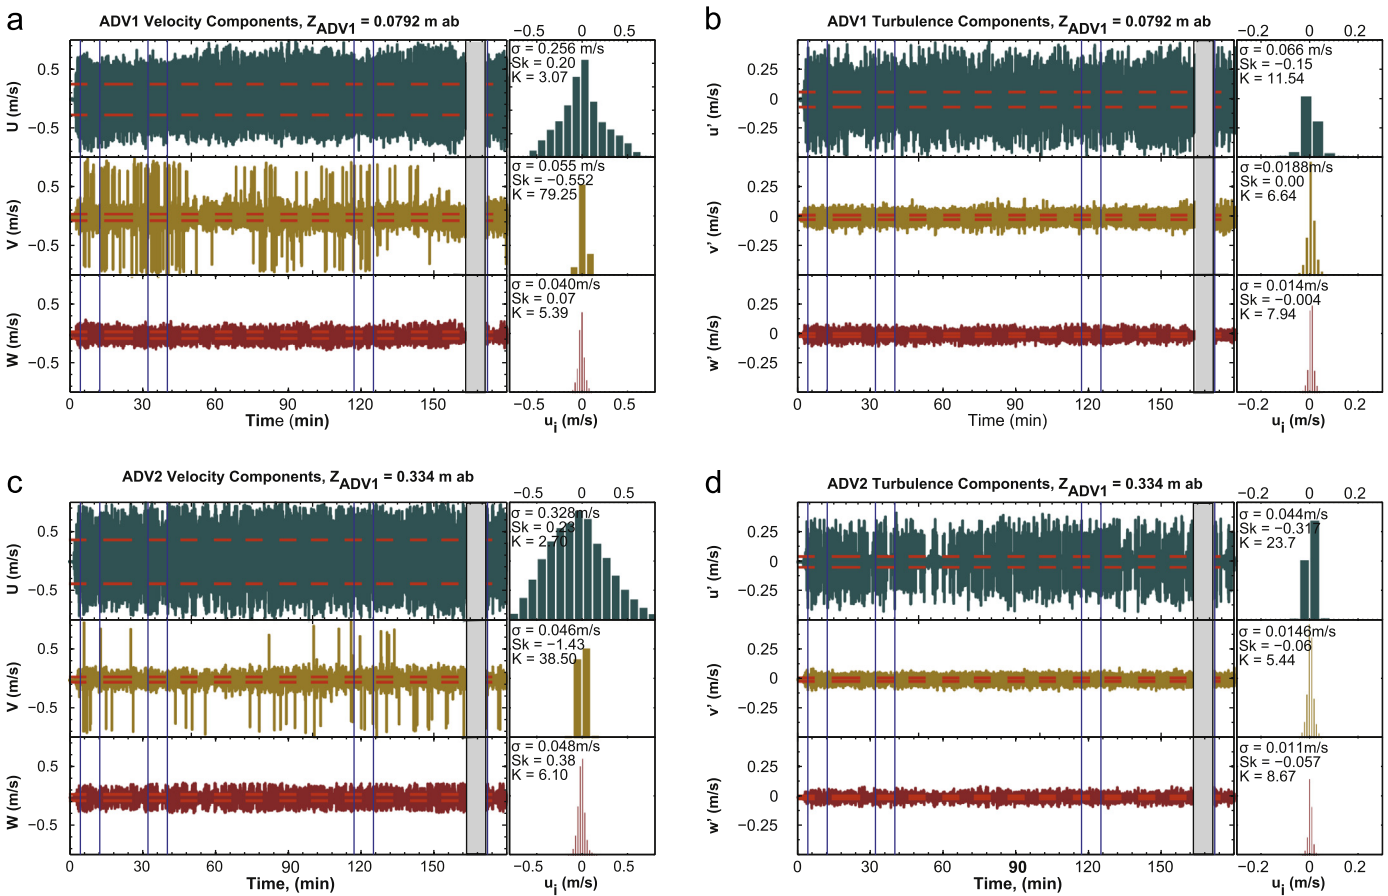 a
ADV1 Velocity Components, Z_ADV1 = 0.0792 m ab
−0.5 0 0.5
U (m/s)
0.5
−0.5
σ = 0.256 m/s
Sk = 0.20
K = 3.07
V (m/s)
0.5
−0.5
σ = 0.055 m/s
Sk = −0.552
K = 79.25
W (m/s)
0.5
−0.5
σ = 0.040m/s
Sk = 0.07
K = 5.39
0 30 60 90 120 150
Time (min)
−0.5 0 0.5
u_i (m/s)
b
ADV1 Turbulence Components, Z_ADV1 = 0.0792 m ab
−0.2 0 0.2
u' (m/s)
0.25
0
−0.25
σ = 0.066 m/s
Sk = −0.15
K = 11.54
v' (m/s)
0.25
0
−0.25
σ =0.0188m/s
Sk = 0.00
K = 6.64
w' (m/s)
0.25
0
−0.25
σ = 0.014m/s
Sk = −0.004
K = 7.94
0 30 60 90 120 150
Time (min)
−0.2 0 0.2
u_i (m/s)
c
ADV2 Velocity Components, Z_ADV1 = 0.334 m ab
−0.5 0 0.5
U (m/s)
0.5
−0.5
σ = 0.328m/s
Sk = 0.23
K = 2.70
V (m/s)
0.5
−0.5
σ = 0.046m/s
Sk = −1.43
K = 38.50
W (m/s)
0.5
−0.5
σ = 0.048m/s
Sk = 0.38
K = 6.10
0 30 60 90 120 150
Time, (min)
−0.5 0 0.5
u_i (m/s)
d
ADV2 Turbulence Components, Z_ADV1 = 0.334 m ab
−0.2 0 0.2
u' (m/s)
0.25
0
−0.25
σ = 0.044m/s
Sk = −0.317
K = 23.7
v' (m/s)
0.25
0
−0.25
σ = 0.0146m/s
Sk = −0.06
K = 5.44
w' (m/s)
0.25
0
−0.25
σ = 0.011m/s
Sk = −0.057
K = 8.67
0 30 60 90 120 150
Time, (min)
−0.2 0 0.2
u_i (m/s)